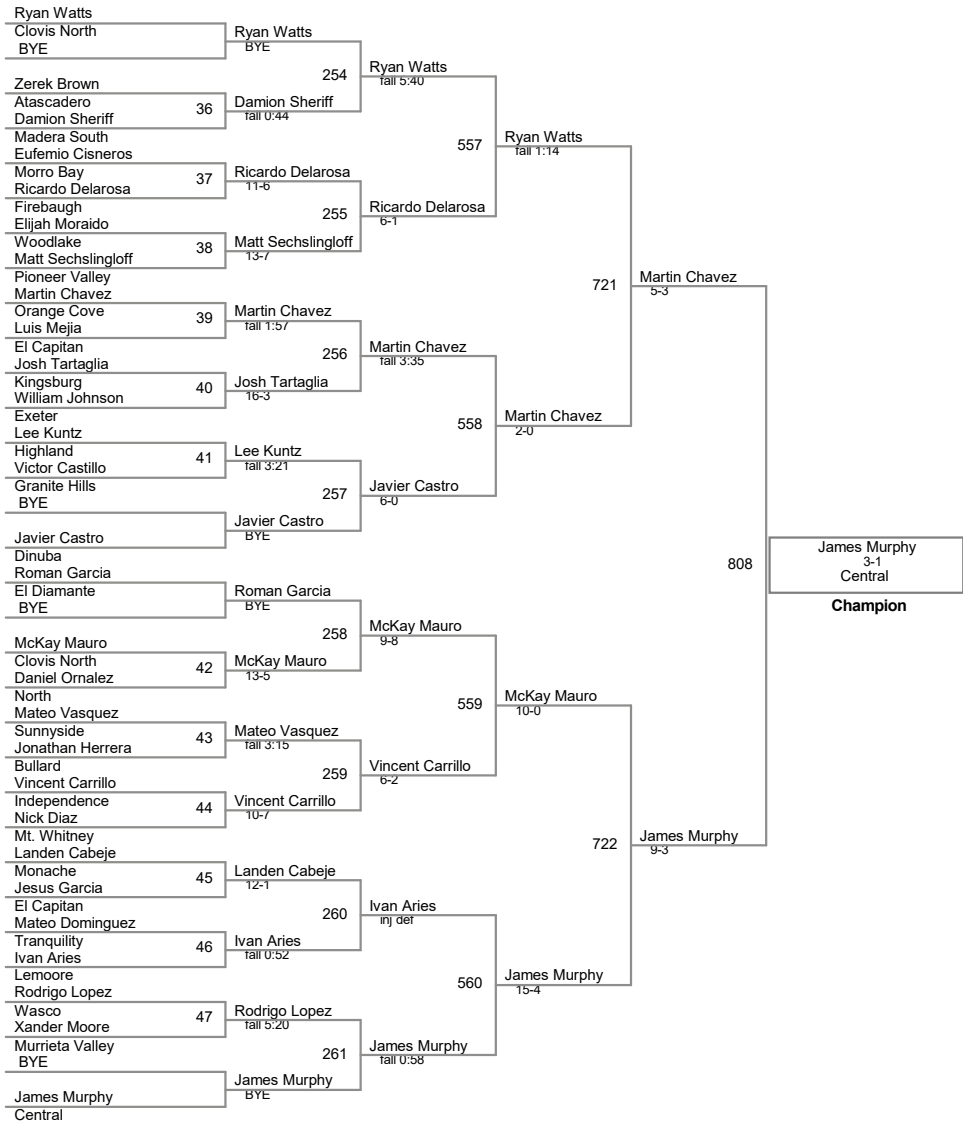 Ryan Watts
Clovis North
BYE
Zerek Brown
Atascadero
36
Damion Sheriff
Madera South
Eufemio Cisneros
Morro Bay
37
Ricardo Delarosa
Firebaugh
Elijah Moraido
Woodlake
38
Matt Sechslingloff
Pioneer Valley
Martin Chavez
Orange Cove
39
Luis Mejia
El Capitan
Josh Tartaglia
Kingsburg
40
William Johnson
Exeter
Lee Kuntz
Highland
41
Victor Castillo
Granite Hills
BYE
Javier Castro
Dinuba
Roman Garcia
El Diamante
BYE
McKay Mauro
Clovis North
42
Daniel Ornalez
North
Mateo Vasquez
Sunnyside
43
Jonathan Herrera
Bullard
Vincent Carrillo
Independence
44
Nick Diaz
Mt. Whitney
Landen Cabeje
Monache
45
Jesus Garcia
El Capitan
Mateo Dominguez
Tranquility
46
Ivan Aries
Lemoore
Rodrigo Lopez
Wasco
47
Xander Moore
Murrieta Valley
BYE
James Murphy
Central
Ryan Watts
BYE
254
Damion Sheriff
fall 0:44
Ricardo Delarosa
11-6
255
Matt Sechslingloff
13-7
Martin Chavez
fall 1:57
256
Josh Tartaglia
16-3
Lee Kuntz
fall 3:21
257
Javier Castro
BYE
Roman Garcia
BYE
258
McKay Mauro
13-5
Mateo Vasquez
fall 3:15
259
Vincent Carrillo
10-7
Landen Cabeje
12-1
260
Ivan Aries
fall 0:52
Rodrigo Lopez
fall 5:20
261
James Murphy
BYE
Ryan Watts
fall 5:40
557
Ricardo Delarosa
6-1
Martin Chavez
fall 3:35
558
Javier Castro
6-0
McKay Mauro
9-8
559
Vincent Carrillo
6-2
Ivan Aries
inj def
560
James Murphy
fall 0:58
Ryan Watts
fall 1:14
721
Martin Chavez
2-0
McKay Mauro
10-0
722
James Murphy
15-4
Martin Chavez
5-3
808
James Murphy
9-3
James Murphy
3-1
Central
Champion